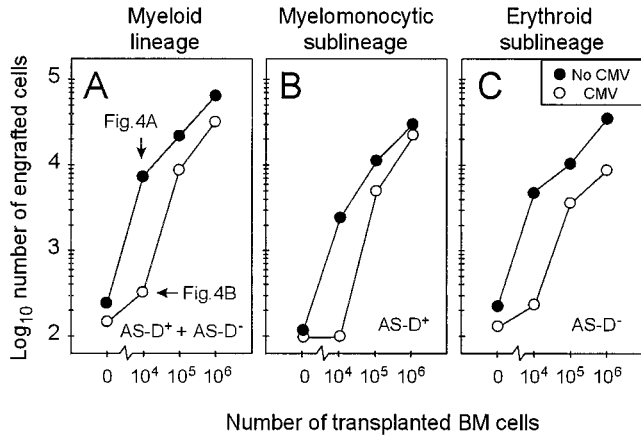 Myeloid lineage
Myelomonocytic sublineage
Erythroid sublineage
Log10 number of engrafted cells
5
4
3
2
A
Fig.4A
Fig.4B
AS-D+ + AS-D-
B
AS-D+
C
No CMV
CMV
AS-D-
0 10^4 10^5 10^6
0 10^4 10^5 10^6
0 10^4 10^5 10^6
Number of transplanted BM cells